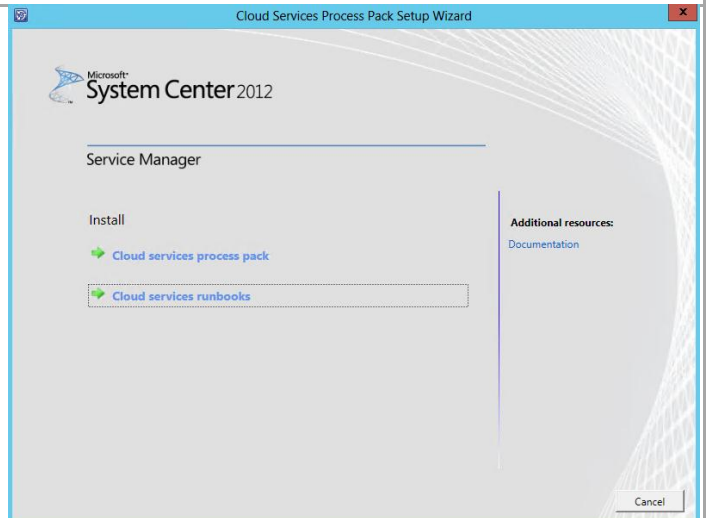 Cloud Services Process Pack Setup Wizard
x
Microsoft·
System Center 2012
Service Manager
Install
Cloud services process pack
Cloud services runbooks
Additional resources:
Documentation
Cancel